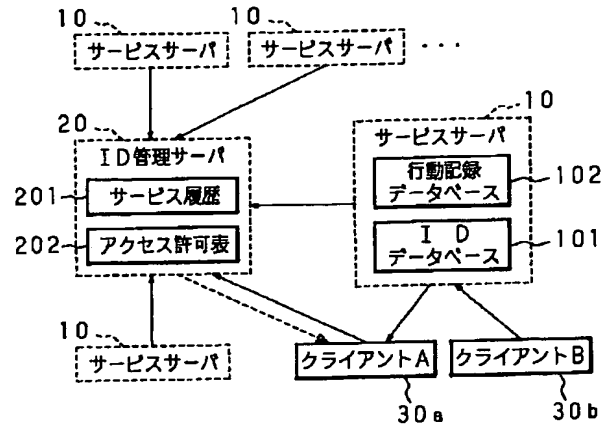 10
サービスサーバ
10
サービスサーバ
・・・
20
ID管理サーバ
201
サービス履歴
202
アクセス許可表
10
サービスサーバ
行動記録
データベース
102
I D
データベース
101
10
サービスサーバ
クライアントA
30a
クライアントB
30b